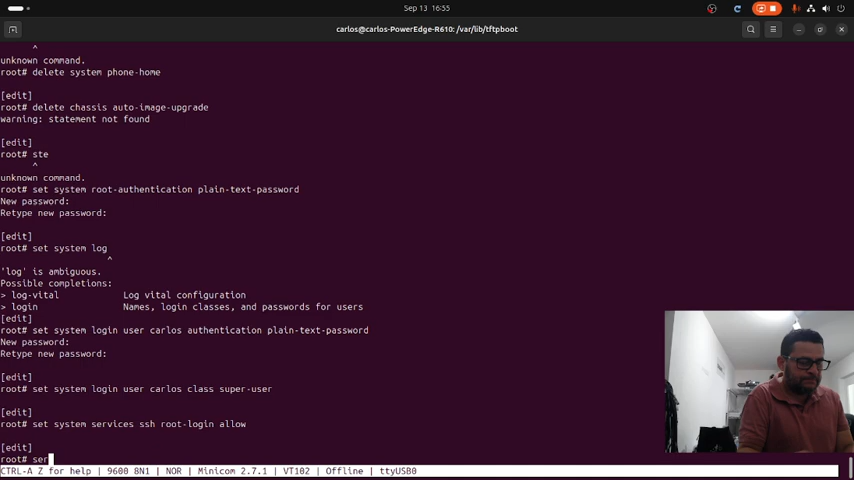 Sep 13 16:55
carlos@carlos-PowerEdge-R610: /var/lib/tftpboot
^
unknown command.
root# delete system phone-home
[edit]
root# delete chassis auto-image-upgrade
warning: statement not found
[edit]
root# ste
^
unknown command.
root# set system root-authentication plain-text-password
New password:
Retype new password:
[edit]
root# set system log
^
'log' is ambiguous.
Possible completions:
> log-vital Log vital configuration
> login Names, login classes, and passwords for users
[edit]
root# set system login user carlos authentication plain-text-password
New password:
Retype new password:
[edit]
root# set system login user carlos class super-user
[edit]
root# set system services ssh root-login allow
[edit]
root# ser
CTRL-A Z for help | 9600 8N1 | NOR | Minicom 2.7.1 | VT102 | Offline | ttyUSB0